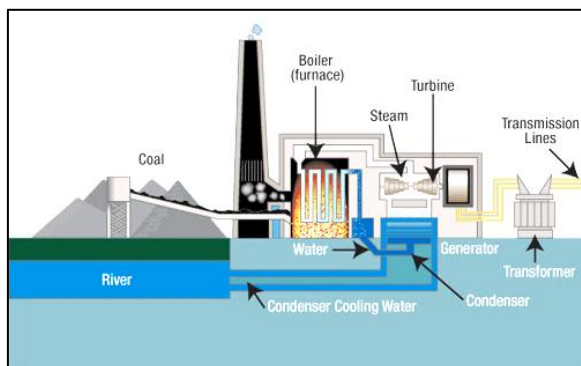 Boiler
(furnace)
Turbine
Steam
Transmission
Lines
Coal
Water
Generator
River
Transformer
Condenser
Condenser Cooling Water